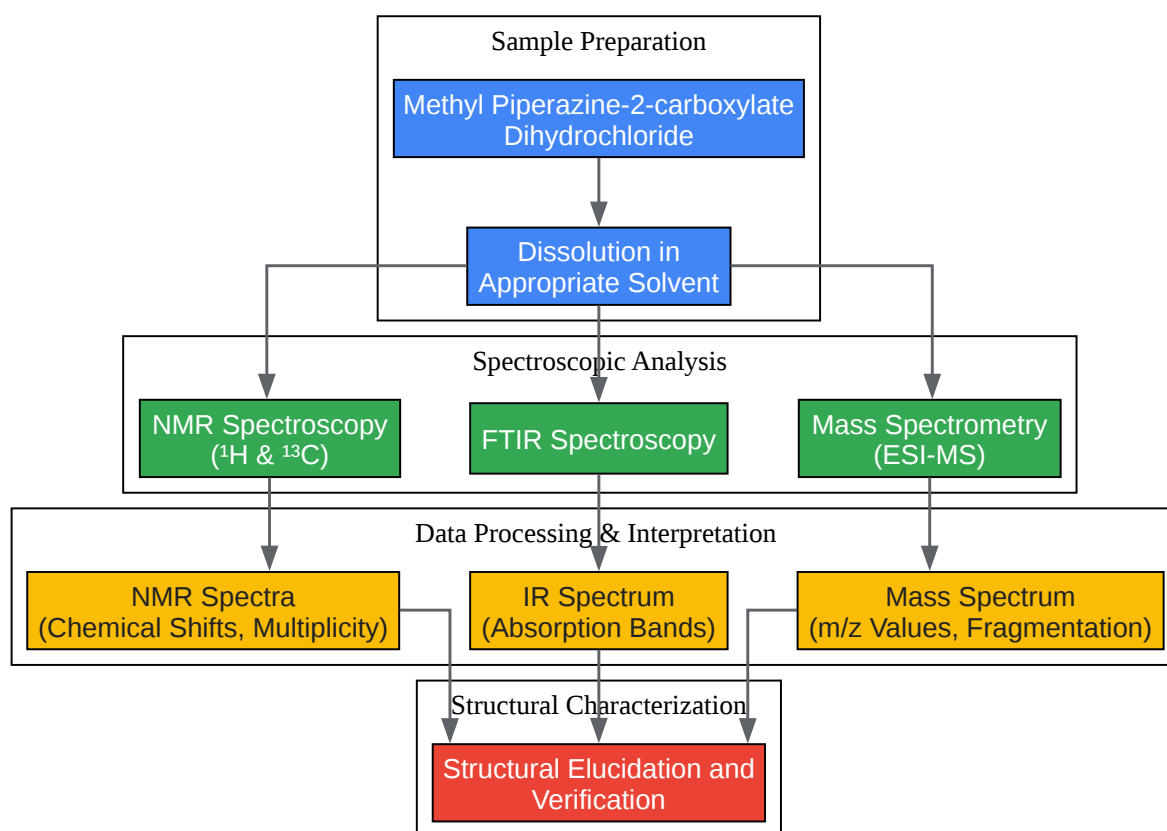 Sample Preparation
Methyl Piperazine-2-carboxylate
Dihydrochloride
Dissolution in
Appropriate Solvent
Spectroscopic Analysis
NMR Spectroscopy
(¹H & ¹³C)
FTIR Spectroscopy
Mass Spectrometry
(ESI-MS)
Data Processing & Interpretation
NMR Spectra
(Chemical Shifts, Multiplicity)
IR Spectrum
(Absorption Bands)
Mass Spectrum
(m/z Values, Fragmentation)
Structural Characterization
Structural Elucidation and
Verification